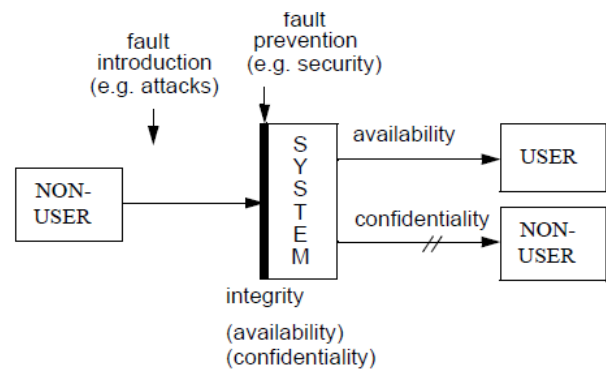 fault
introduction
(e.g. attacks)
fault
prevention
(e.g. security)
NON-
USER
S
Y
S
T
E
M
availability
USER
confidentiality
NON-
USER
integrity
(availability)
(confidentiality)